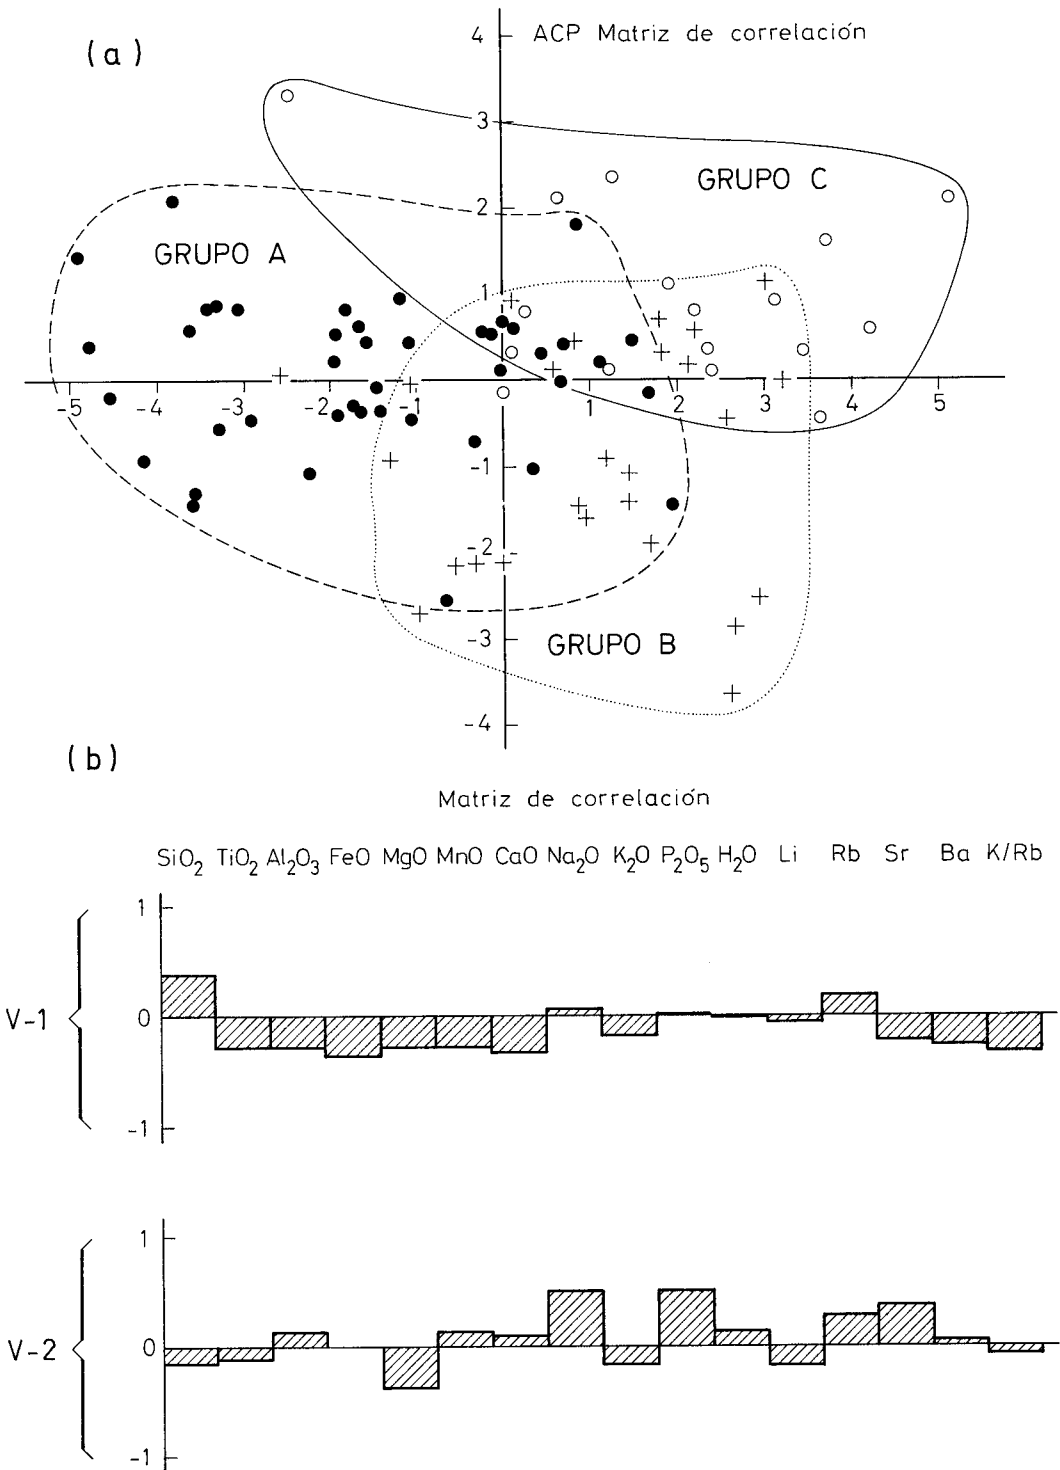 (a)
4 ACP Matriz de correlación
3
GRUPO C
2
GRUPO A
1
-5 -4 -3 -2 -1 1 2 3 4 5
-1
-2
-3 GRUPO B
-4
(b)
Matriz de correlación
SiO₂ TiO₂ Al₂O₃ FeO MgO MnO CaO Na₂O K₂O P₂O₅ H₂O Li Rb Sr Ba K/Rb
1
V-1 0
-1
1
V-2 0
-1